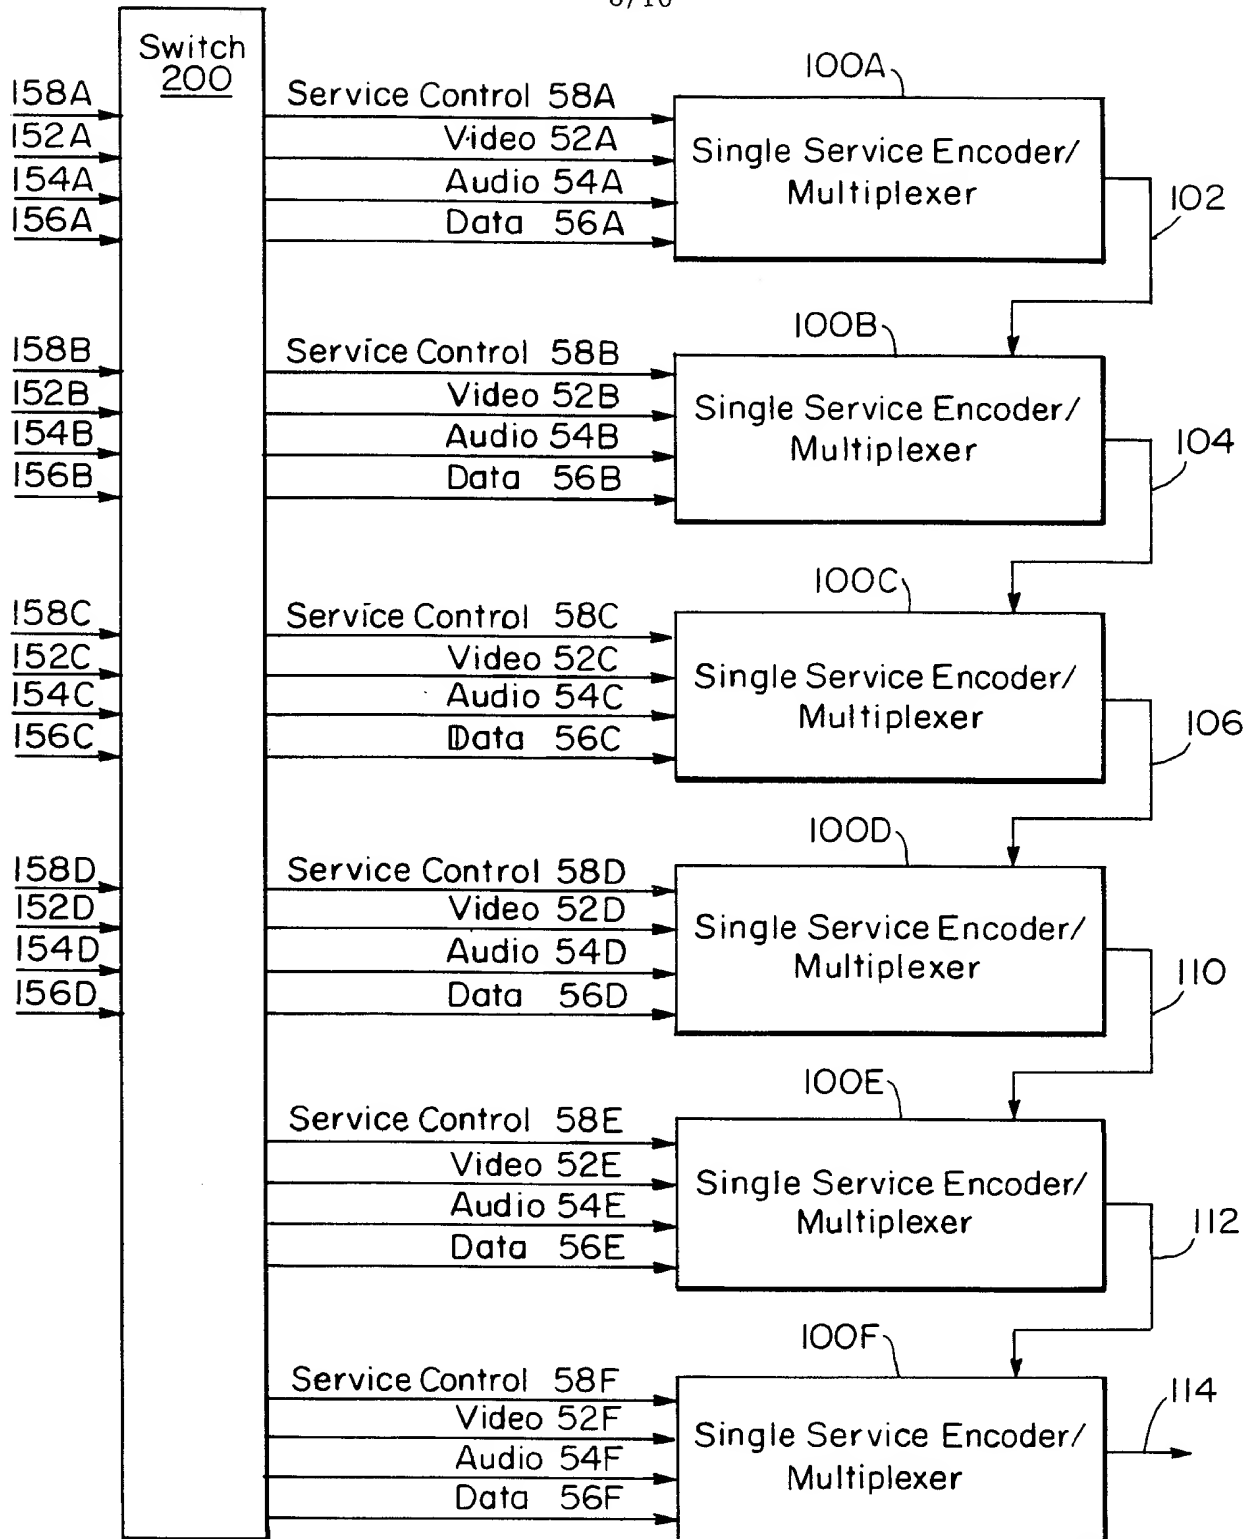 8/10
Switch
200
100A
158A
Service Control 58A
152A
Video 52A
154A
Audio 54A
156A
Data 56A
Single Service Encoder/
Multiplexer
102
100B
158B
Service Control 58B
152B
Video 52B
154B
Audio 54B
156B
Data 56B
Single Service Encoder/
Multiplexer
104
100C
158C
Service Control 58C
152C
Video 52C
154C
Audio 54C
156C
Data 56C
Single Service Encoder/
Multiplexer
106
100D
158D
Service Control 58D
152D
Video 52D
154D
Audio 54D
156D
Data 56D
Single Service Encoder/
Multiplexer
110
100E
Service Control 58E
Video 52E
Audio 54E
Data 56E
Single Service Encoder/
Multiplexer
112
100F
Service Control 58F
Video 52F
Audio 54F
Data 56F
Single Service Encoder/
Multiplexer
114